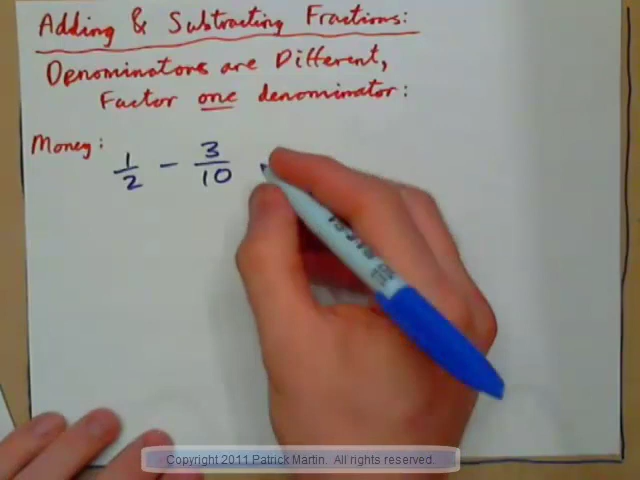 Adding & Subtracting Fractions:
Denominators are Different,
Factor one denominator:
Money: 1/2 - 3/10
Copyright 2011 Patrick Martin. All rights reserved.